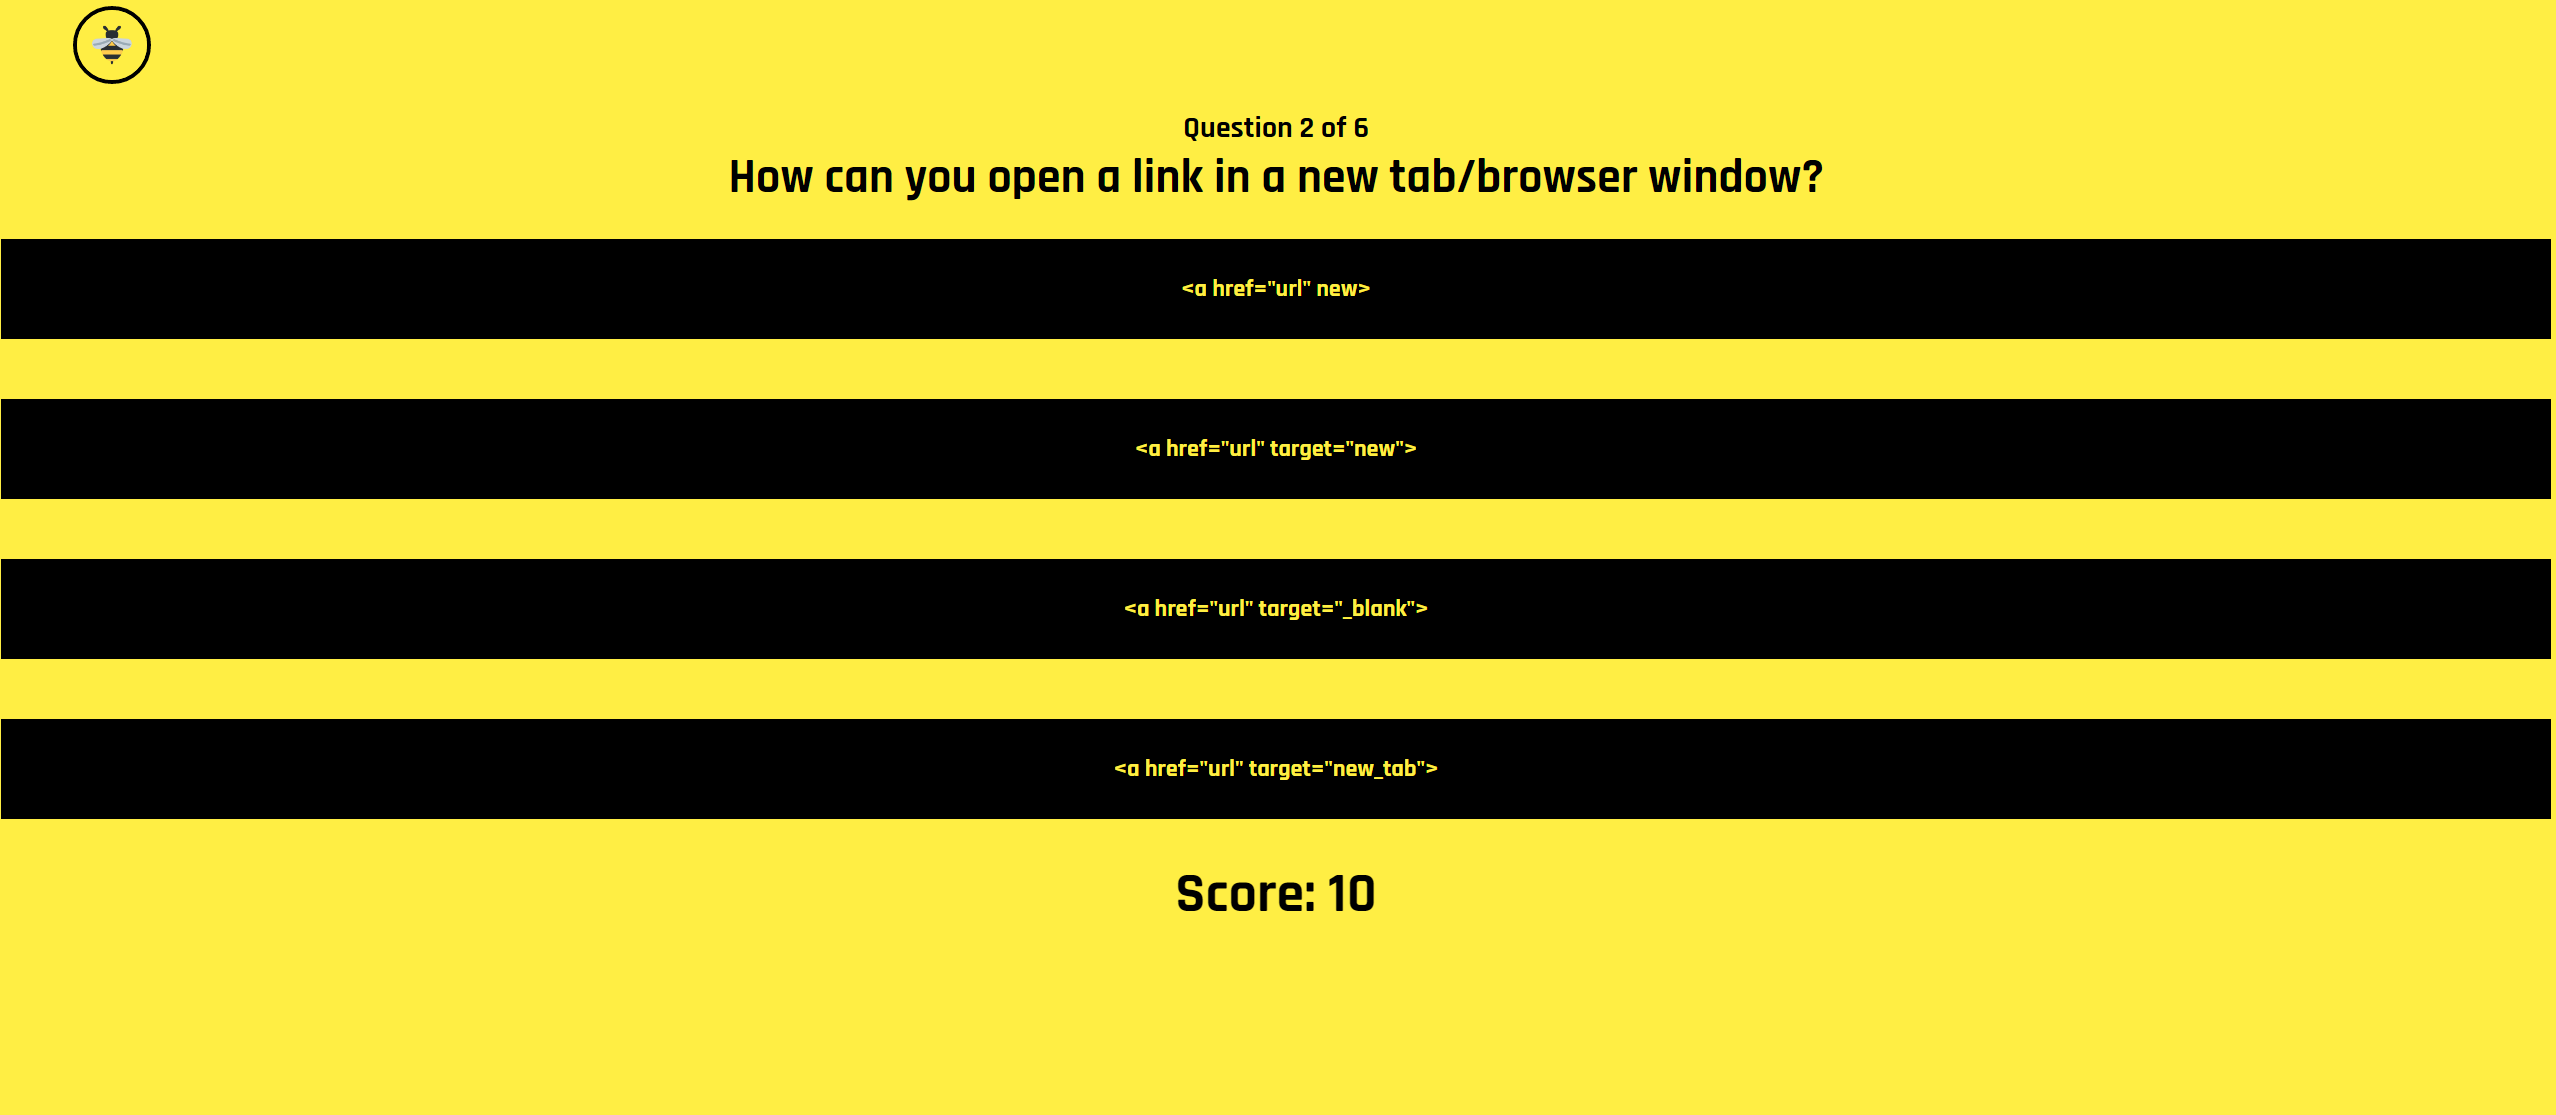 Question 2 of 6
How can you open a link in a new tab/browser window?
<a href="url" new>
<a href="url" target="new">
<a href="url" target="_blank">
<a href="url" target="new_tab">
Score: 10